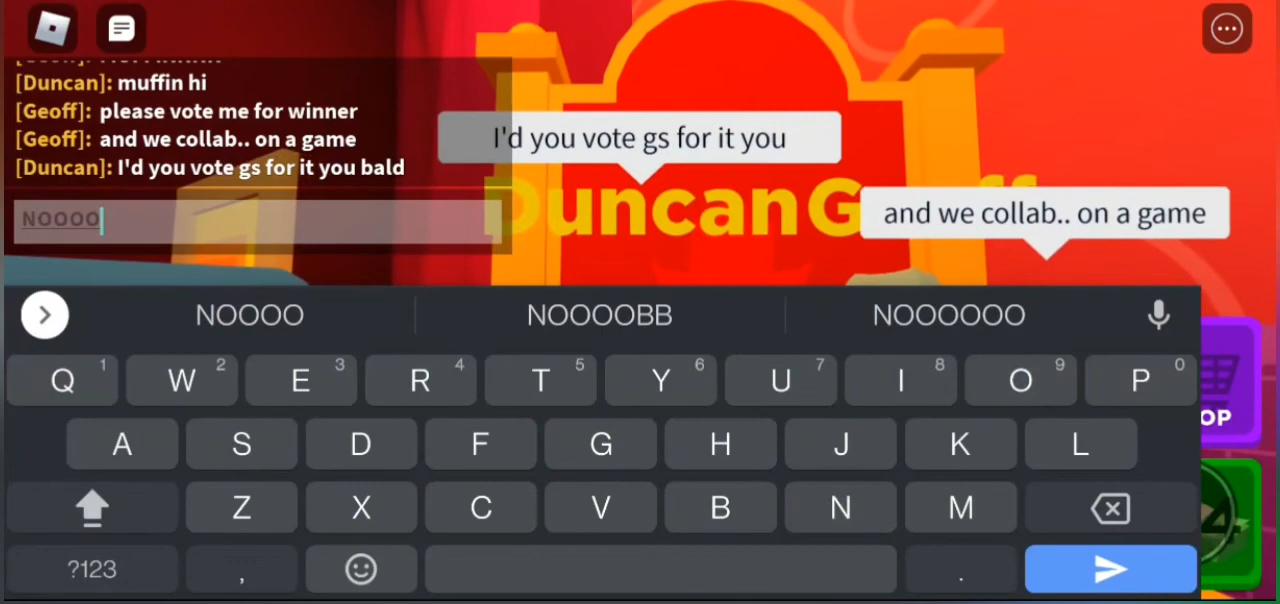 [Duncan]: muffin hi
[Geoff]: please vote me for winner
[Geoff]: and we collab.. on a game
[Duncan]: I'd you vote gs for it you bald
NOOOO
I'd you vote gs for it you
Duncan G
and we collab.. on a game
NOOOO NOOOOBB NOOOOOO
Q 1 W 2 E 3 R 4 T 5 Y 6 U 7 I 8 O 9 P 0
A S D F G H J K L
Z X C V B N M
?123 , .
OP